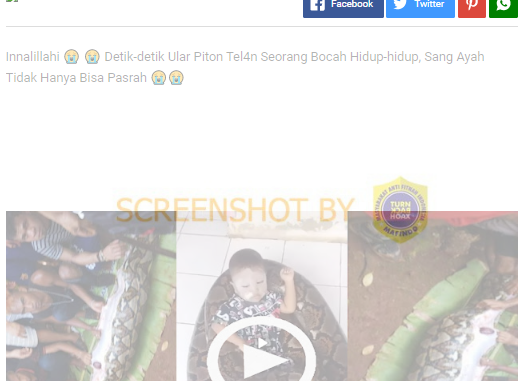 Facebook
Twitter
Innalillahi 😭 😭 Detik-detik Ular Piton Tel4n Seorang Bocah Hidup-hidup, Sang Ayah
Tidak Hanya Bisa Pasrah 😭😭
SCREENSHOT BY
TURN
BACK
HOAX